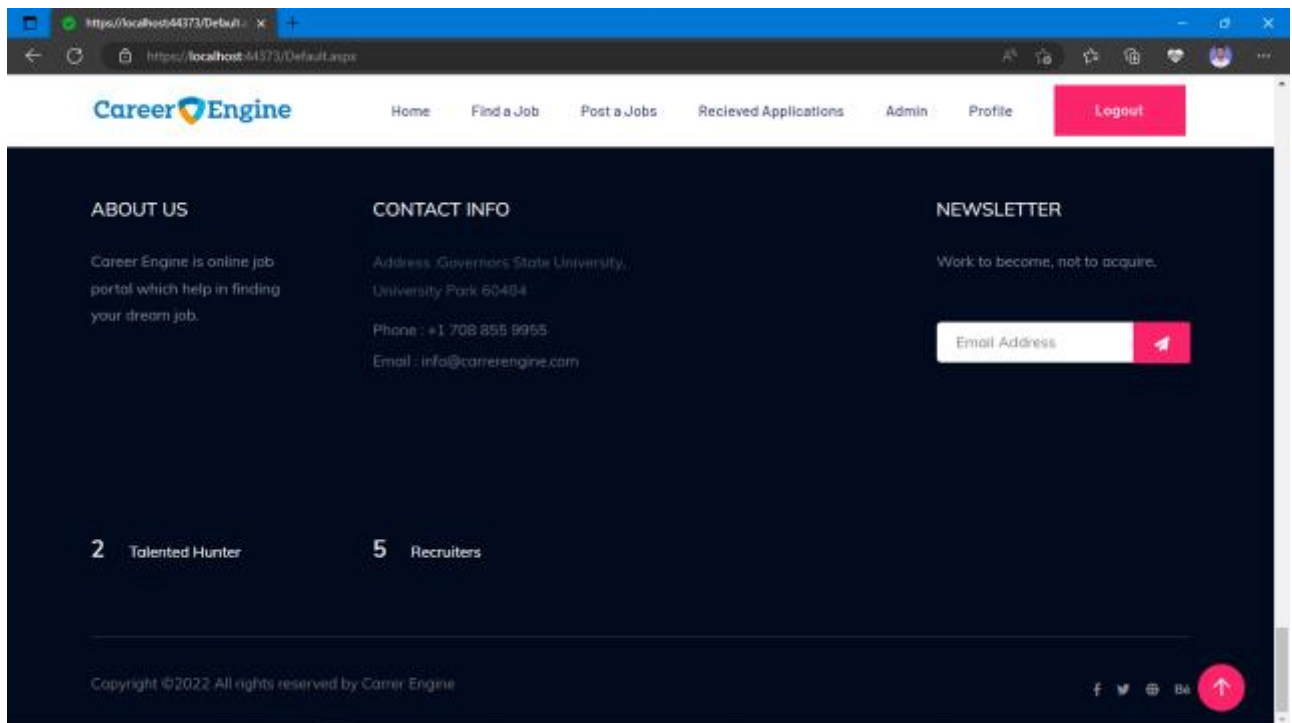 https://localhost:44373/Default.
https://localhost:44373/Default.aspx
Career Engine
Home Find a Job Post a Jobs Recieved Applications Admin Profile Logout
ABOUT US CONTACT INFO NEWSLETTER
Career Engine is online job
portal which help in finding
your dream job.
Address :Governors State University,
University Park 60484
Phone : +1 708 855 9955
Email : info@carrerengine.com
Work to become, not to acquire.
Email Address
2 Talented Hunter
5 Recruiters
Copyright ©2022 All rights reserved by Carrer Engine
Bē